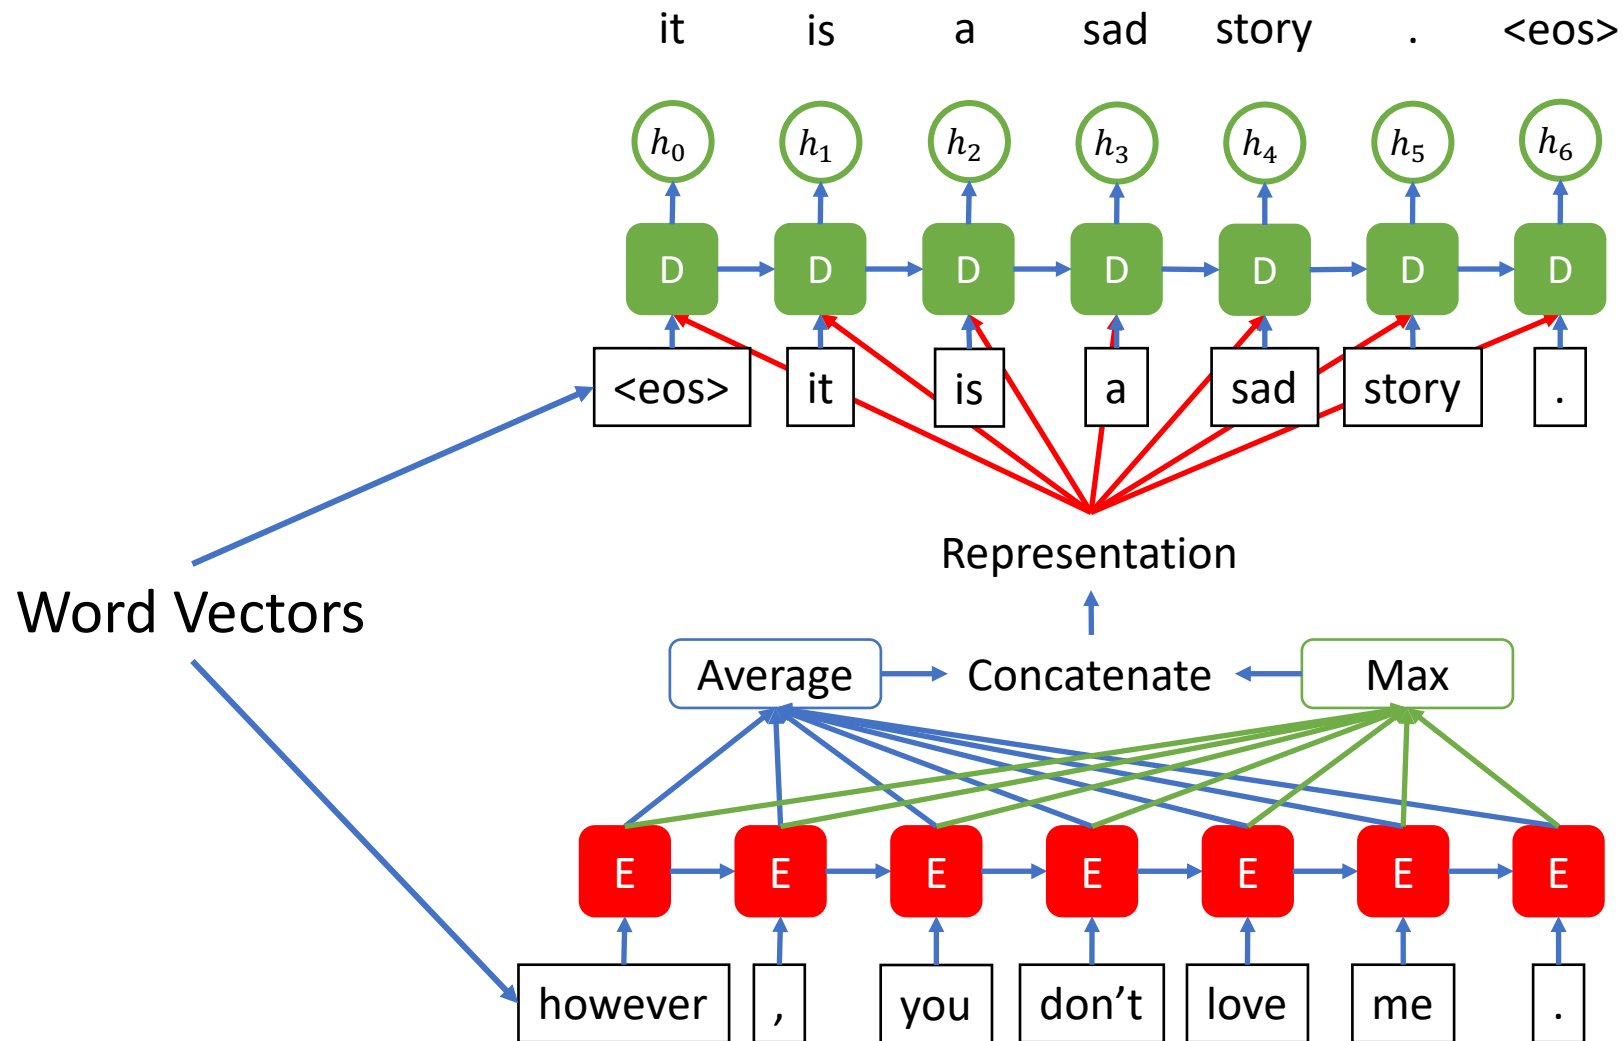 it is a sad story . <eos>
h₀ h₁ h₂ h₃ h₄ h₅ h₆
D D D D D D D
<eos> it is a sad story .
Representation
Word Vectors
Average Concatenate Max
E E E E E E E
however , you don’t love me .